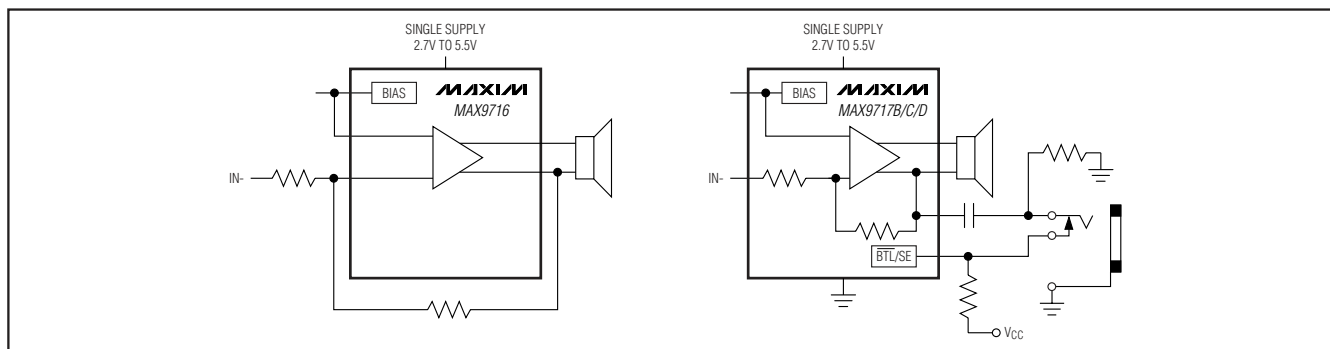 SINGLE SUPPLY
2.7V TO 5.5V
BIAS
MAXIM
MAX9716
IN-
SINGLE SUPPLY
2.7V TO 5.5V
BIAS
MAXIM
MAX9717B/C/D
IN-
BTL/SE
VCC